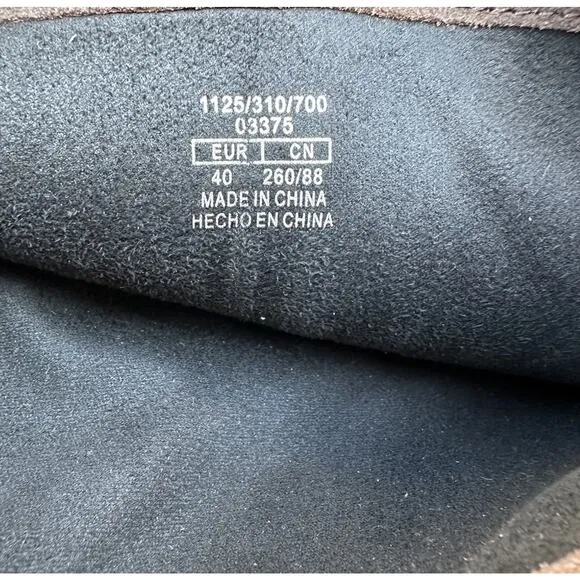 1125/310/700
03375
EUR CN
40 260/88
MADE IN CHINA
HECHO EN CHINA